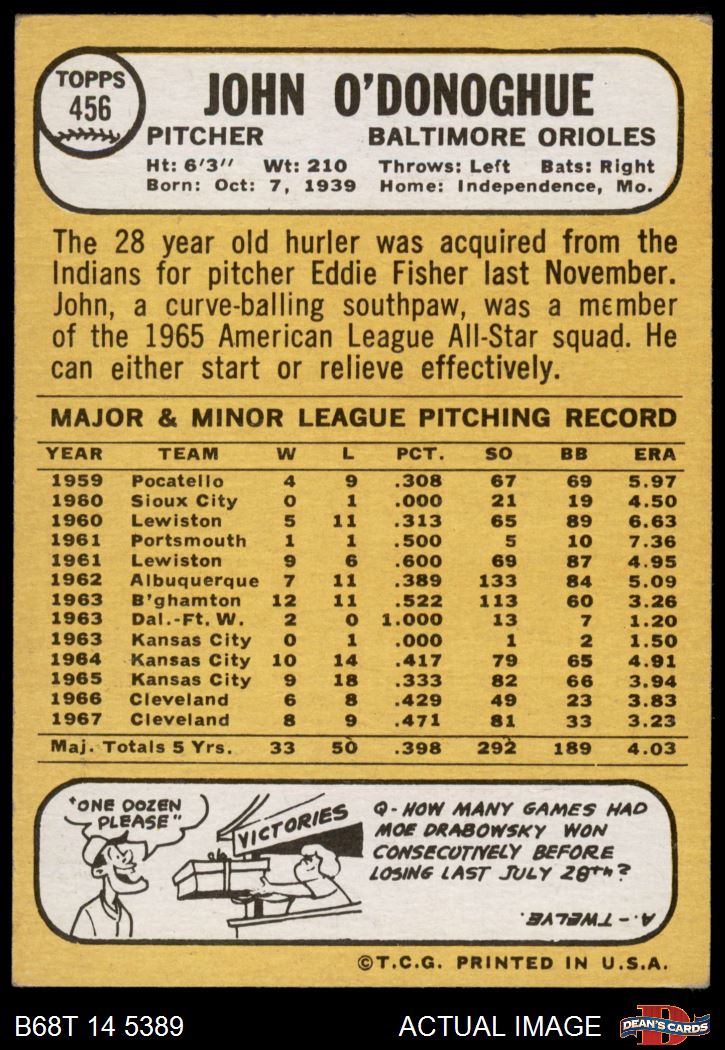 TOPPS
456
JOHN O'DONOGHUE
PITCHER BALTIMORE ORIOLES
Ht: 6'3" Wt: 210 Throws: Left Bats: Right
Born: Oct: 7, 1939 Home: Independence, Mo.
The 28 year old hurler was acquired from the
Indians for pitcher Eddie Fisher last November.
John, a curve-balling southpaw, was a member
of the 1965 American League All-Star squad. He
can either start or relieve effectively.
MAJOR & MINOR LEAGUE PITCHING RECORD
YEAR TEAM W L PCT. SO BB ERA
1959 Pocatello 4 9 .308 67 69 5.97
1960 Sioux City 0 1 .000 21 19 4.50
1960 Lewiston 5 11 .313 65 89 6.63
1961 Portsmouth 1 1 .500 5 10 7.36
1961 Lewiston 9 6 .600 69 87 4.95
1962 Albuquerque 7 11 .389 133 84 5.09
1963 B'ghamton 12 11 .522 113 60 3.26
1963 Dal.-Ft. W. 2 0 1.000 13 7 1.20
1963 Kansas City 0 1 .000 1 2 1.50
1964 Kansas City 10 14 .417 79 65 4.91
1965 Kansas City 9 18 .333 82 66 3.94
1966 Cleveland 6 8 .429 49 23 3.83
1967 Cleveland 8 9 .471 81 33 3.23
Maj. Totals 5 Yrs. 33 50 .398 292 189 4.03
"ONE DOZEN
PLEASE"
VICTORIES
Q- HOW MANY GAMES HAD
MOE DRABOWSKY WON
CONSECUTIVELY BEFORE
LOSING LAST JULY 28TH?
A. - TWELVE.
©T.C.G. PRINTED IN U.S.A.
B68T 14 5389 ACTUAL IMAGE
D
DEAN'S CARDS